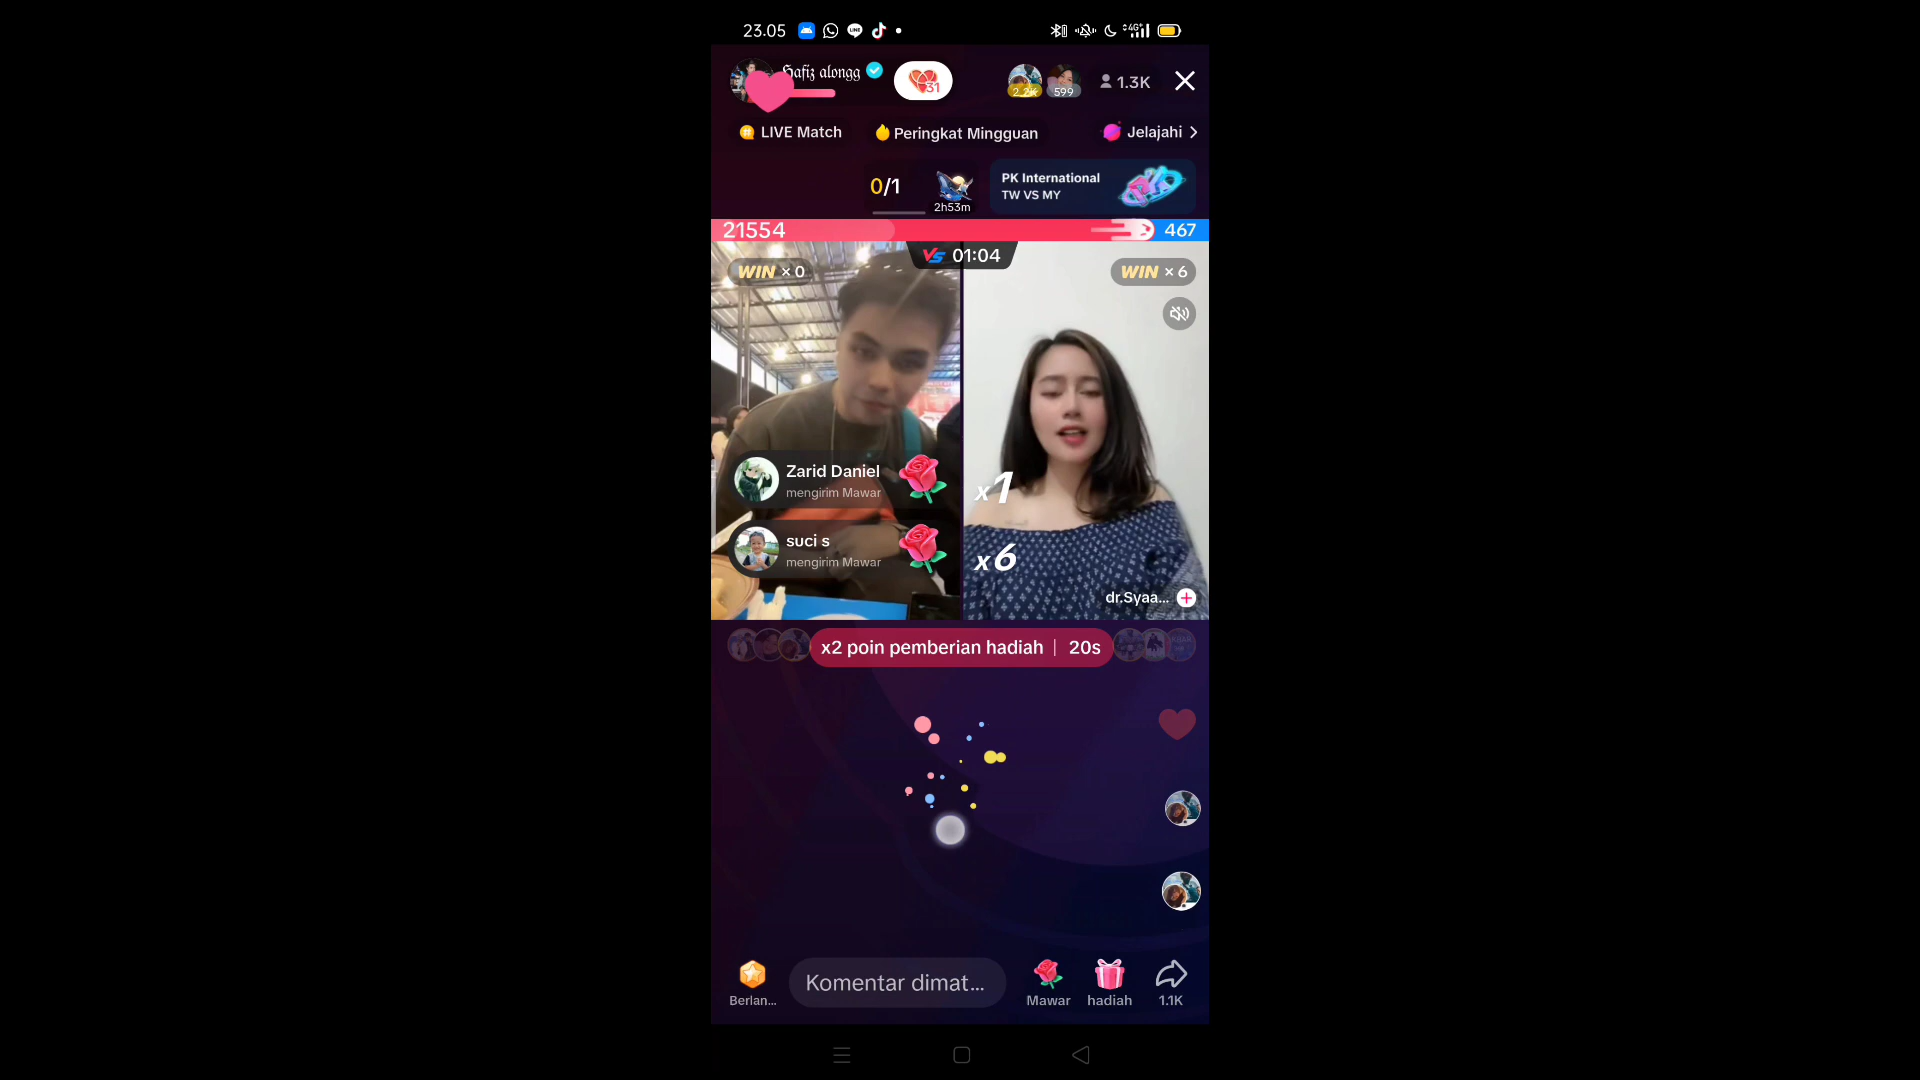 23.05
4G+
Hafiz alongg
31
2.2K
599
1.3K
LIVE Match
Peringkat Mingguan
Jelajahi
0/1
2h53m
PK International
TW VS MY
21554
467
VS 01:04
WIN × 0
WIN × 6
Zarid Daniel
mengirim Mawar
x1
suci s
mengirim Mawar
x6
dr.Syaa...
x2 poin pemberian hadiah | 20s
Berlan...
Komentar dimat...
Mawar
hadiah
1.1K